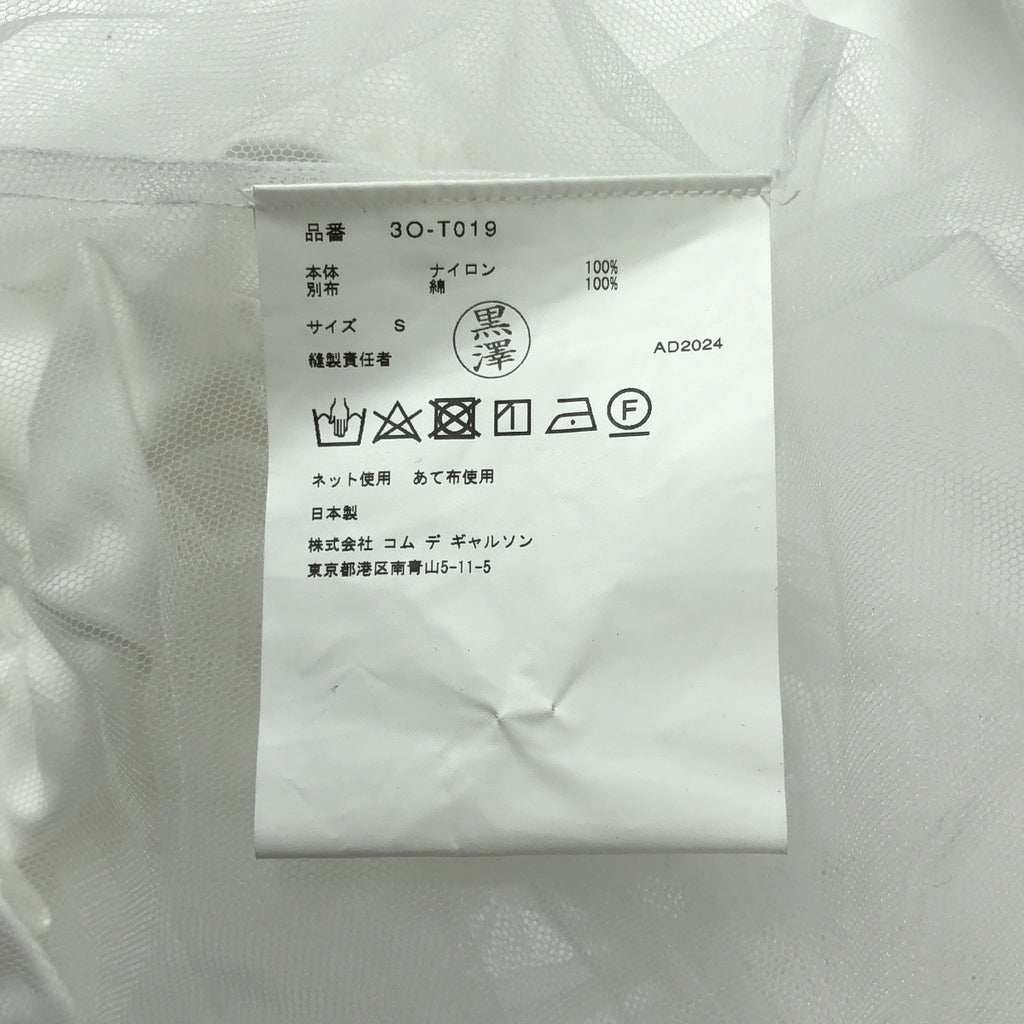 品番 3O-T019
本体 ナイロン 100%
別布 綿 100%
サイズ S
黒澤
縫製責任者
AD2024
F
ネット使用 あて布使用
日本製
株式会社 コム デ ギャルソン
東京都港区南青山5-11-5